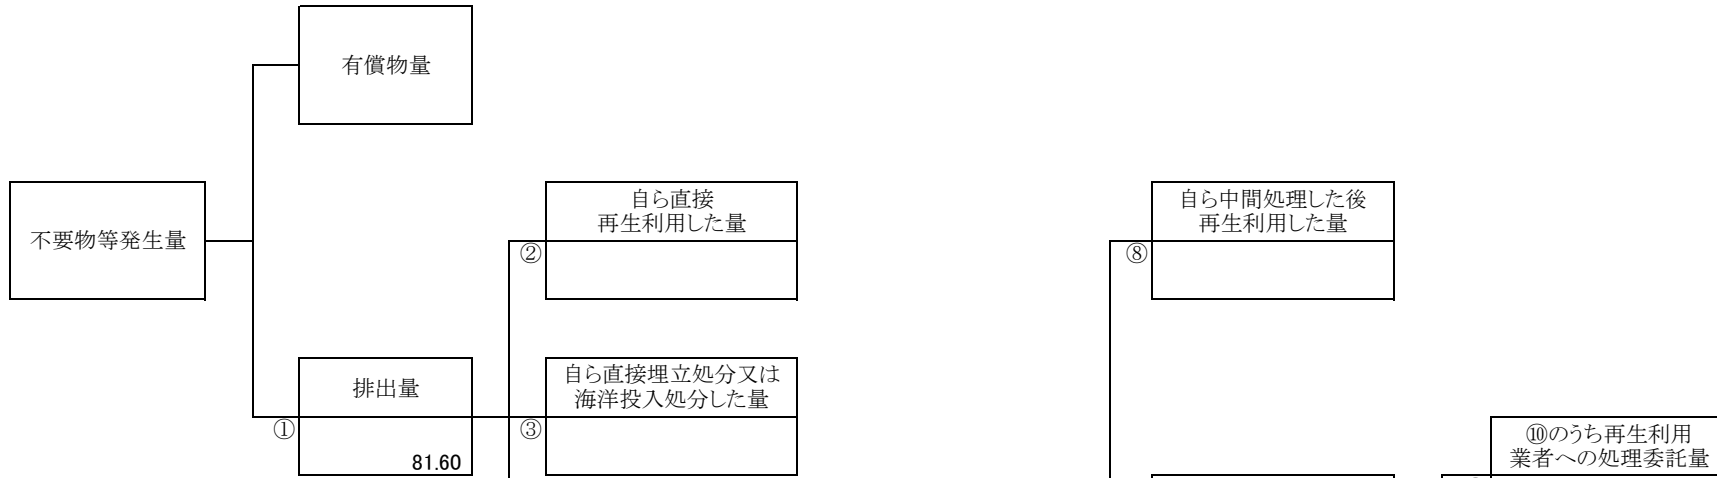 有償物量
不要物等発生量
自ら直接
再生利用した量
②
自ら中間処理した後
再生利用した量
⑧
排出量
①
81.60
自ら直接埋立処分又は
海洋投入処分した量
③
⑩のうち再生利用
業者への処理委託量